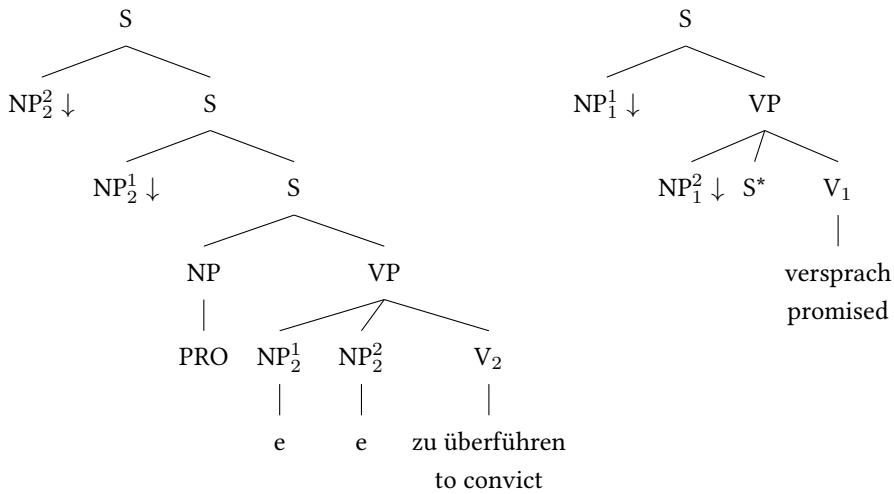 S S
NP²₂ ↓ S NP¹₁ ↓ VP
NP¹₂ ↓ S NP²₁ ↓ S* V₁
NP VP versprach
promised
PRO NP¹₂ NP²₂ V₂
e e zu überführen
to convict